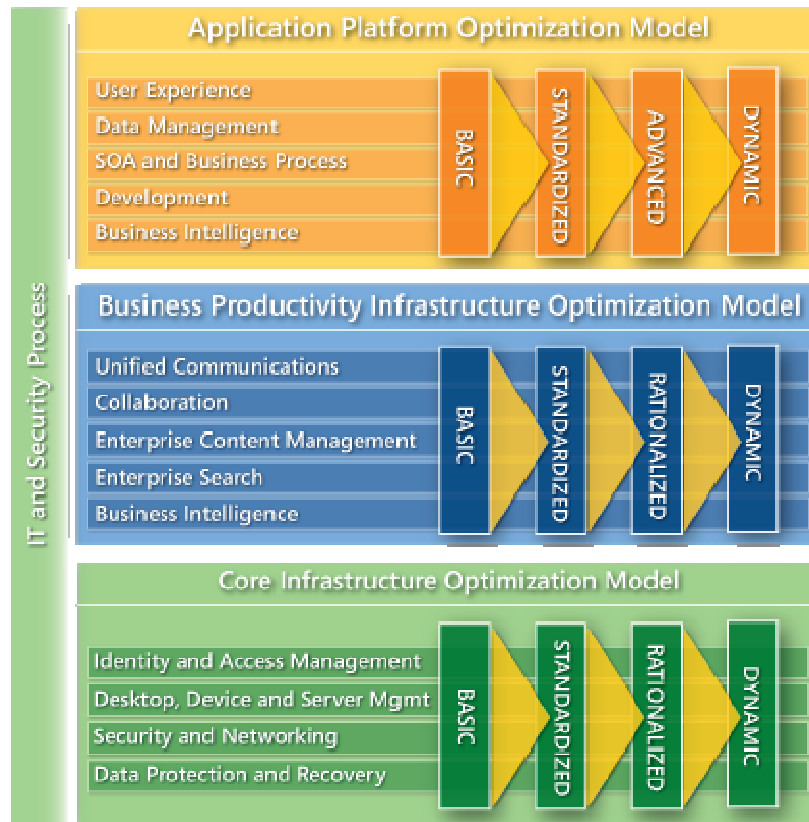 IT and Security Process
Application Platform Optimization Model
User Experience
Data Management
SOA and Business Process
Development
Business Intelligence
BASIC
STANDARDIZED
ADVANCED
DYNAMIC
Business Productivity Infrastructure Optimization Model
Unified Communications
Collaboration
Enterprise Content Management
Enterprise Search
Business Intelligence
BASIC
STANDARDIZED
RATIONALIZED
DYNAMIC
Core Infrastructure Optimization Model
Identity and Access Management
Desktop, Device and Server Mgmt
Security and Networking
Data Protection and Recovery
BASIC
STANDARDIZED
RATIONALIZED
DYNAMIC